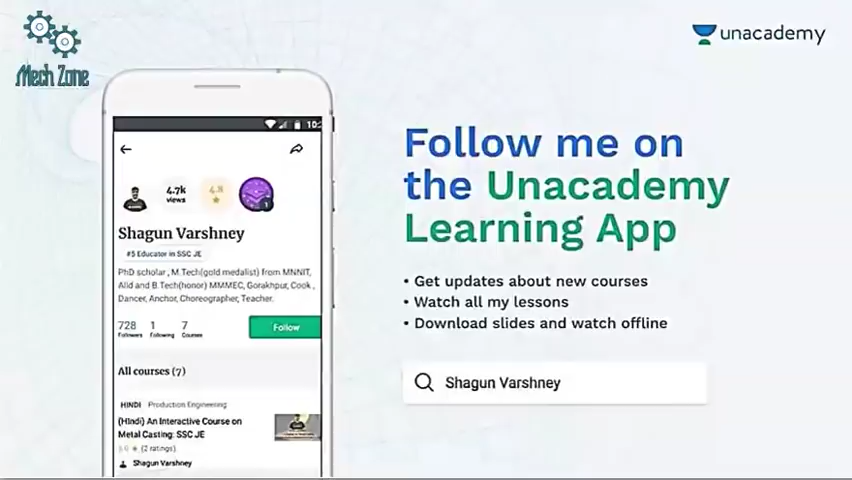 Mech Zone
unacademy
10:
4.7k
views
4.8
Shagun Varshney
#5 Educator in SSC JE
PhD scholar , M.Tech(gold medalist) from MNNIT,
Alld and B.Tech(honor) MMMEC, Gorakhpur, Cook ,
Dancer, Anchor, Choreographer, Teacher.
728 1 7
Followers Following Courses
Follow
All courses (7)
HINDI Production Engineering
(Hindi) An Interactive Course on
Metal Casting: SSC JE
(2 ratings)
Shagun Varshney
Follow me on
the Unacademy
Learning App
• Get updates about new courses
• Watch all my lessons
• Download slides and watch offline
Shagun Varshney